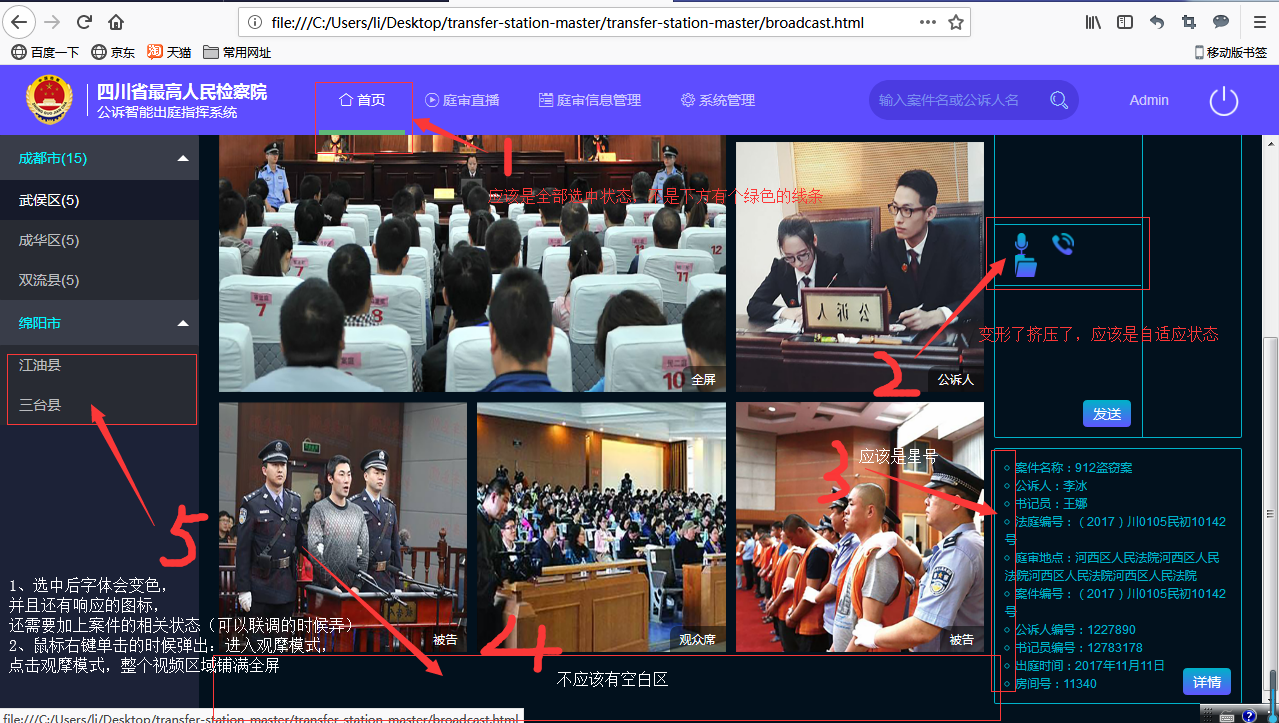 file:///C:/Users/li/Desktop/transfer-station-master/transfer-station-master/broadcast.html
百度一下 京东 淘 天猫 常用网址 移动版书签
四川省最高人民检察院
公诉智能出庭指挥系统
首页 庭审直播 庭审信息管理 系统管理 输入案件名或公诉人名 Admin
成都市(15)
武侯区(5)
成华区(5)
双流县(5)
绵阳市
江油县
三台县
1
应该是全部选中状态
是下方有个绿色的线条
2
变形了挤压了，应该是自适应状态
全屏
公诉人
公诉人
发送
3
应该是星号
案件名称：912盗窃案
公诉人：李冰
书记员：王娜
法庭编号：（2017）川0105民初10142
号
庭审地点：河西区人民法院河西区人民
法院河西区人民法院河西区人民法院
案件编号：（2017）川0105民初10142
号
公诉人编号：1227890
书记员编号：12783178
出庭时间：2017年11月11日
房间号：11340
详情
被告
观众席
被告
4
不应该有空白区
5
1、选中后字体会变色，
并且还有响应的图标，
还需要加上案件的相关状态（可以联调的时候弄）
2、鼠标右键单击的时候弹出：进入观摩模式，
点击观摩模式，整个视频区域铺满全屏
file:///C:/Users/li/Desktop/transfer-station-master/transfer-station-master/broadcast.html